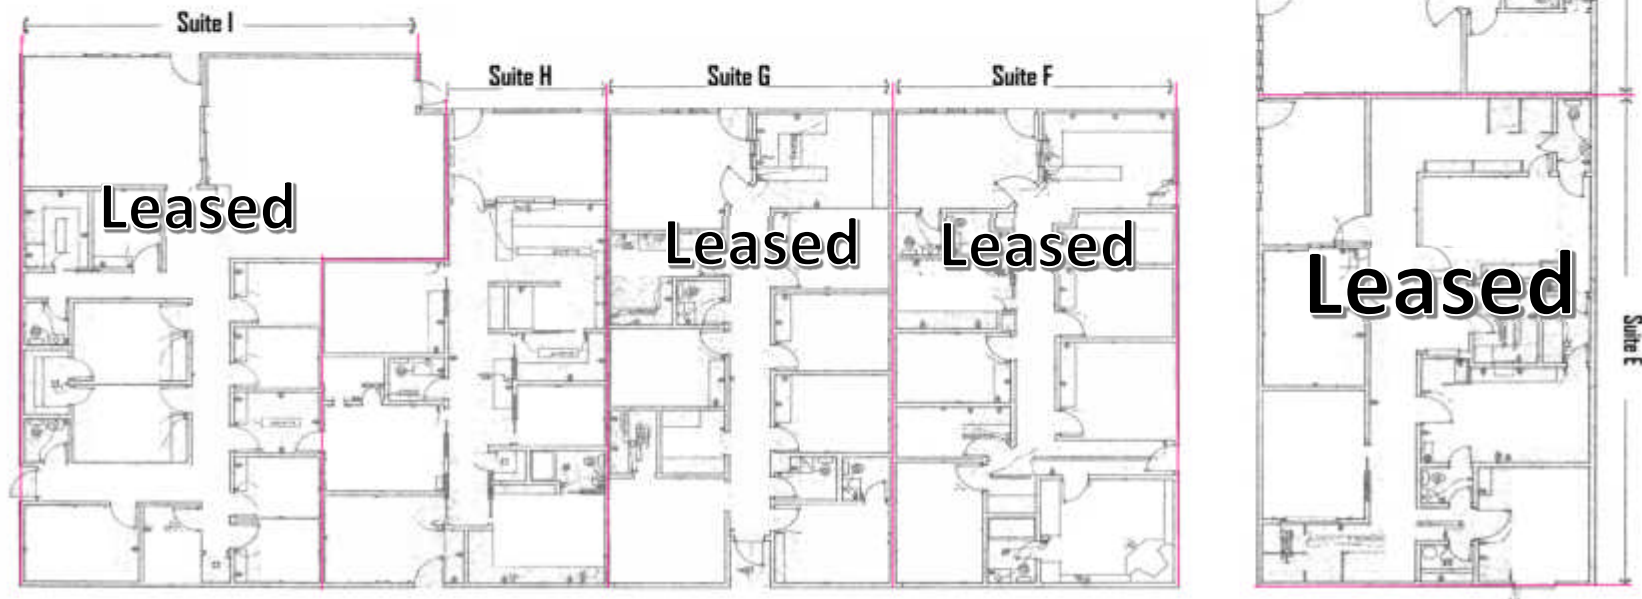 Suite I
Suite H
Suite G
Suite F
Leased
Leased
Leased
Leased
Suite E